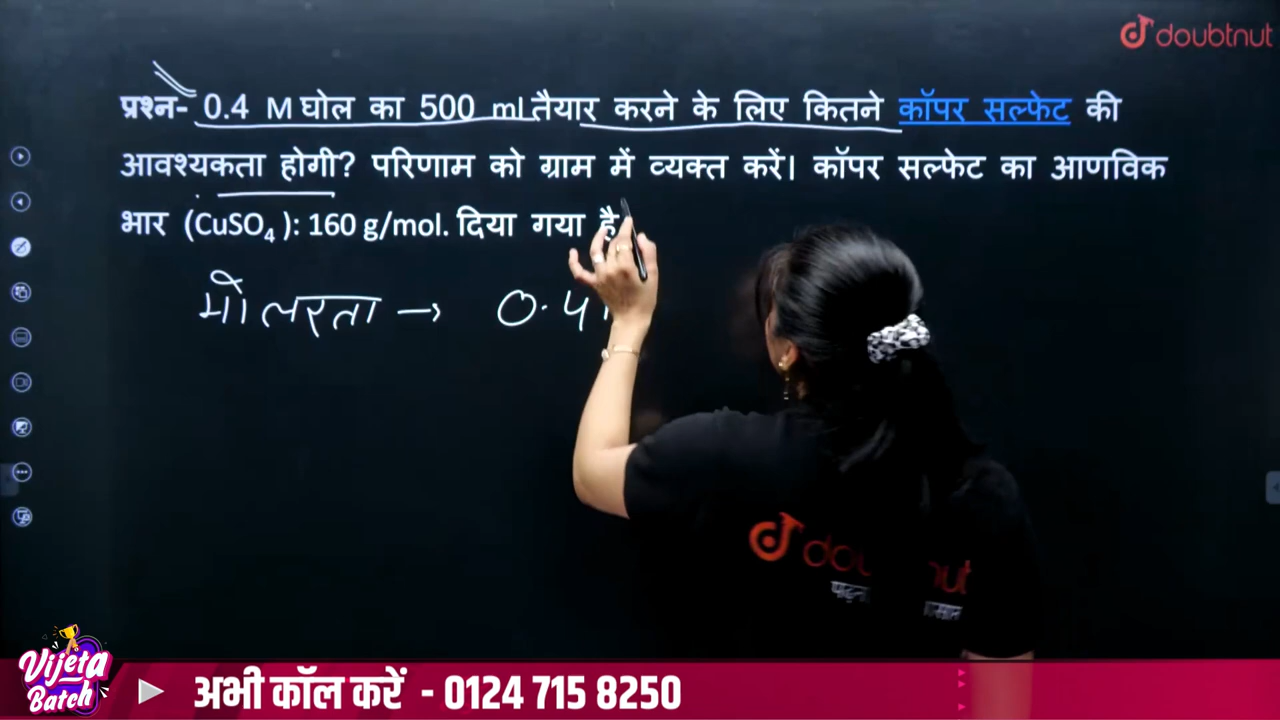 doubtnut
प्रश्न- 0.4 M घोल का 500 ml तैयार करने के लिए कितने कॉपर सल्फेट की
आवश्यकता होगी? परिणाम को ग्राम में व्यक्त करें। कॉपर सल्फेट का आणविक
भार (CuSO₄ ): 160 g/mol. दिया गया है
मोलरता → 0.4
Vijeta
Batch
अभी कॉल करें - 0124 715 8250